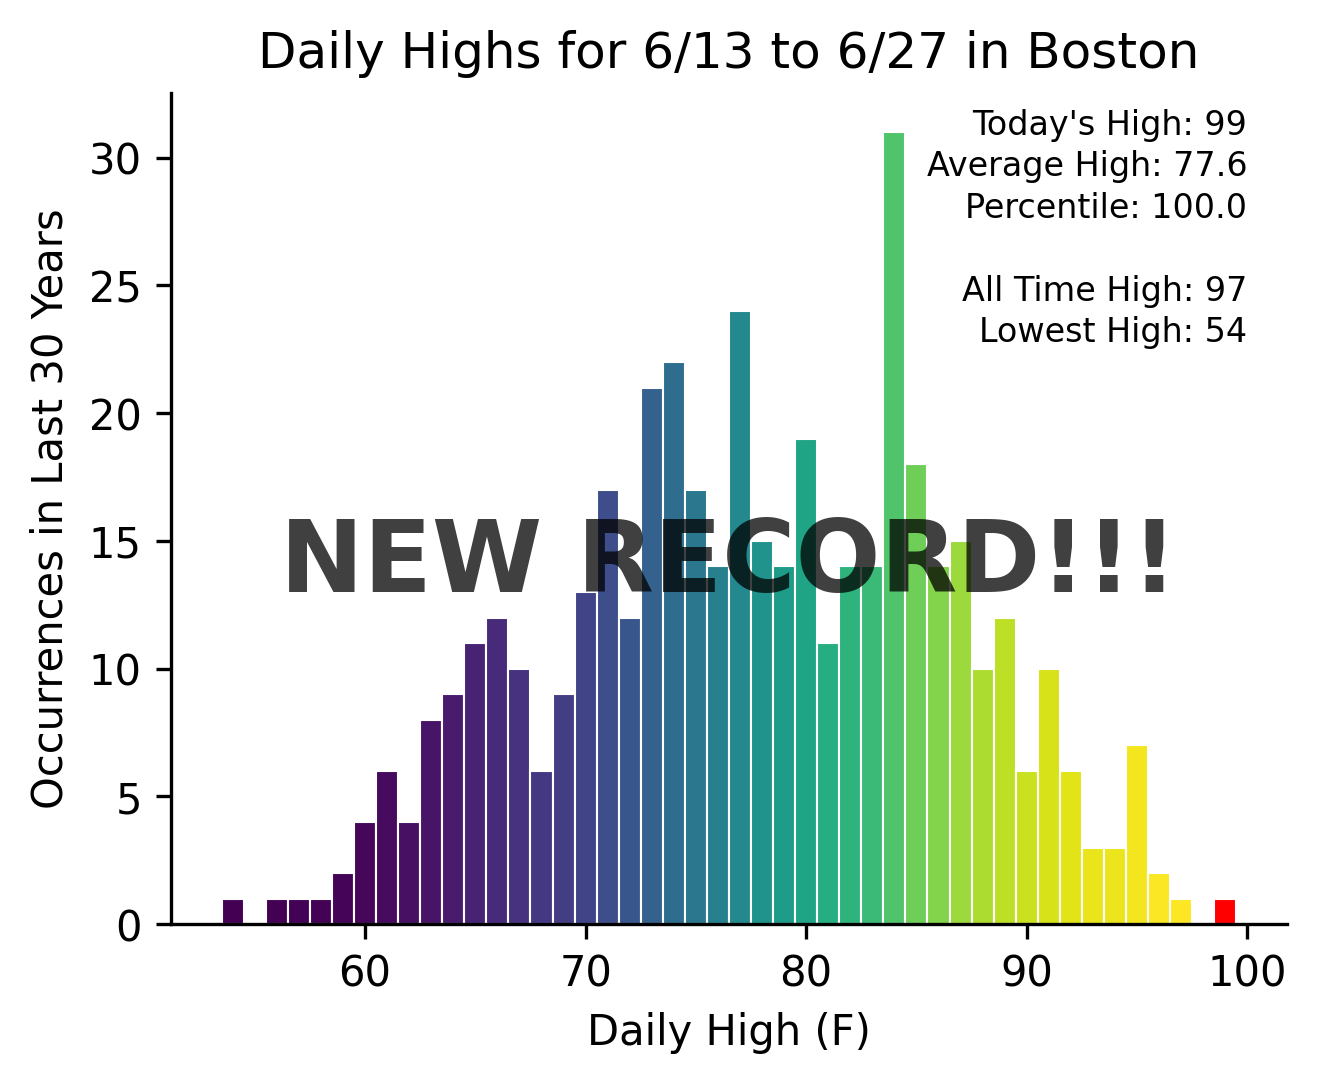 Daily Highs for 6/13 to 6/27 in Boston
Today's High: 99
Average High: 77.6
Percentile: 100.0
All Time High: 97
Lowest High: 54
NEW RECORD!!!
Occurrences in Last 30 Years
30
25
20
15
10
5
0
60 70 80 90 100
Daily High (F)